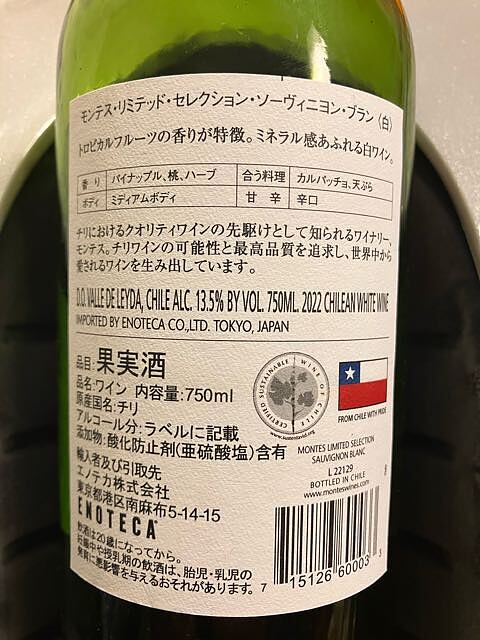 モンテス・リミテッド・セレクション・ソーヴィニヨン・ブラン (白)
トロピカルフルーツの香りが特徴。ミネラル感あふれる白ワイン。
香り パイナップル、桃、ハーブ 合う料理 カルパッチョ、天ぷら
ボディ ミディアムボディ 甘辛 辛口
チリにおけるクオリティワインの先駆けとして知られるワイナリー、
モンテス。チリワインの可能性と最高品質を追求し、世界中から
愛されるワインを生み出しています。
D.O. VALLE DE LEYDA, CHILE ALC. 13.5% BY VOL. 750ML. 2022 CHILEAN WHITE WINE
IMPORTED BY ENOTECA CO.,LTD. TOKYO, JAPAN
品目:果実酒
品名:ワイン 内容量:750ml
原産国名:チリ
アルコール分:ラベルに記載
添加物:酸化防止剤(亜硫酸塩)含有
輸入者及び引取先
エノテカ株式会社
東京都港区南麻布5-14-15
ENOTECA
飲酒は20歳になってから。
妊娠中や授乳期の飲酒は、胎児・乳児の
発育に悪影響を与えるおそれがあります。
CERTIFIED SUSTAINABLE WINE OF CHILE
www.sustentavid.org
FROM CHILE WITH PRIDE
MONTES LIMITED SELECTION
SAUVIGNON BLANC
L 22129
BOTTLED IN CHILE
www.monteswines.com
8
7 15126 60003 3